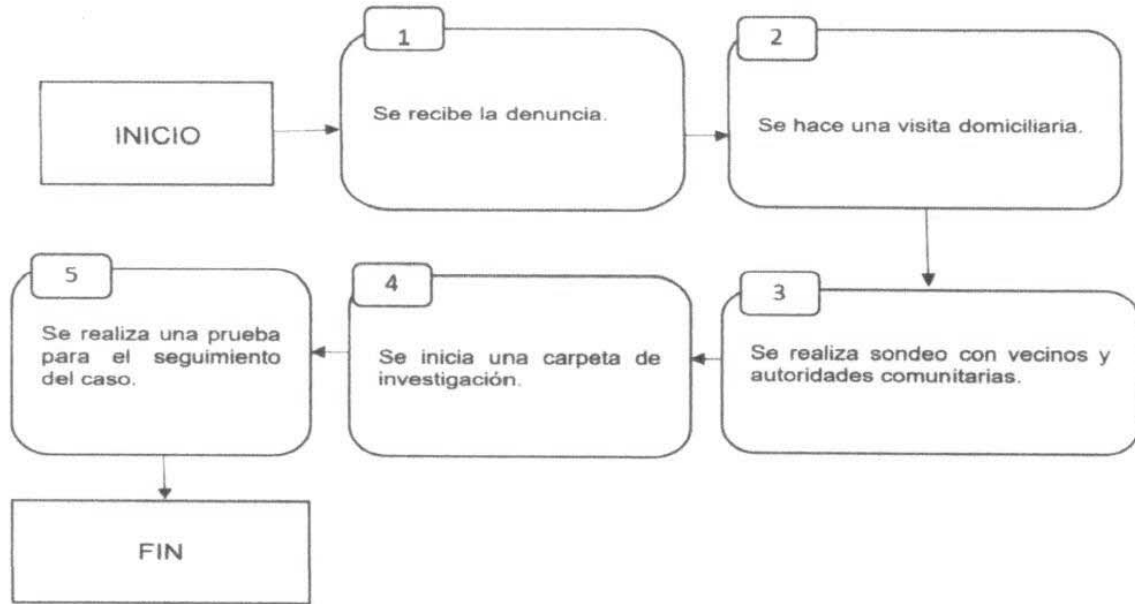 INICIO
1
Se recibe la denuncia.
2
Se hace una visita domiciliaria.
3
Se realiza sondeo con vecinos y
autoridades comunitarias.
4
Se inicia una carpeta de
investigación.
5
Se realiza una prueba
para el seguimiento
del caso.
FIN